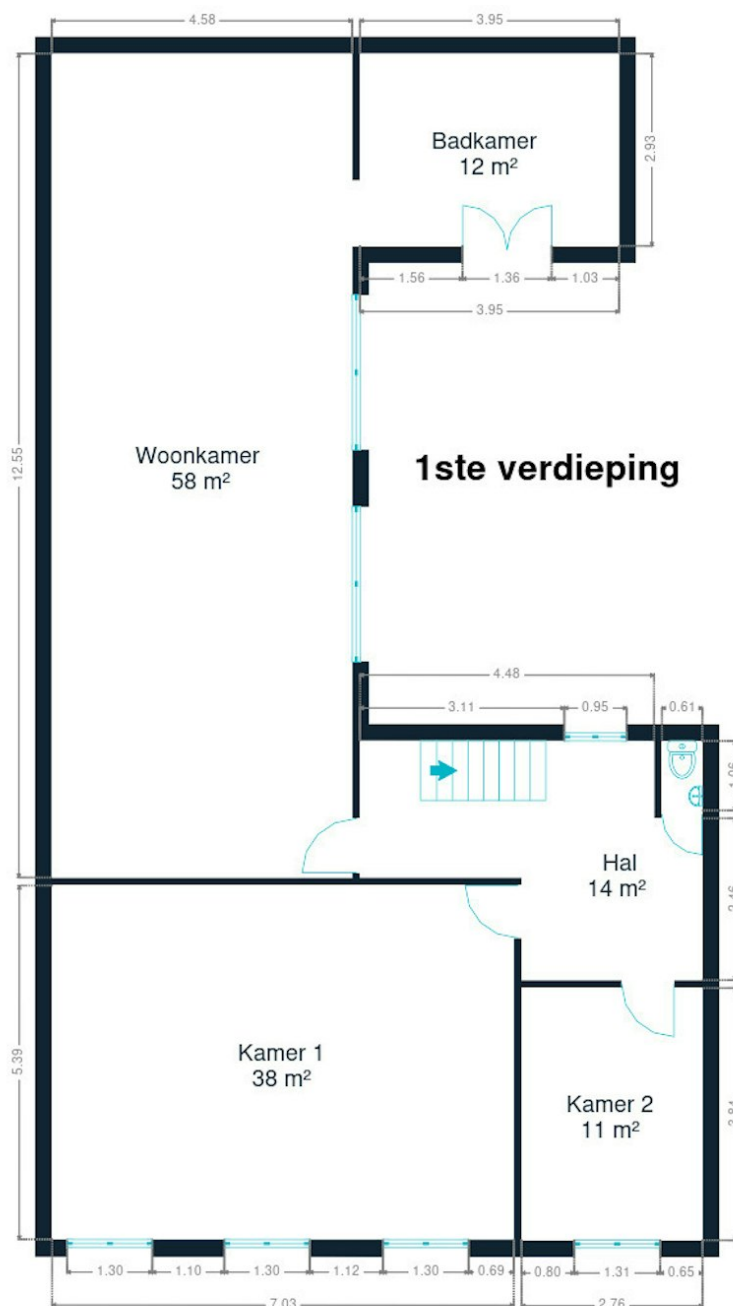 4.58
3.95
Badkamer
12 m²
2.93
1.56
1.36
1.03
3.95
12.55
Woonkamer
58 m²
1ste verdieping
4.48
3.11
0.95
0.61
Hal
14 m²
5.39
Kamer 1
38 m²
Kamer 2
11 m²
1.30
1.10
1.30
1.12
1.30
0.69
0.80
1.31
0.65
7.03
2.76